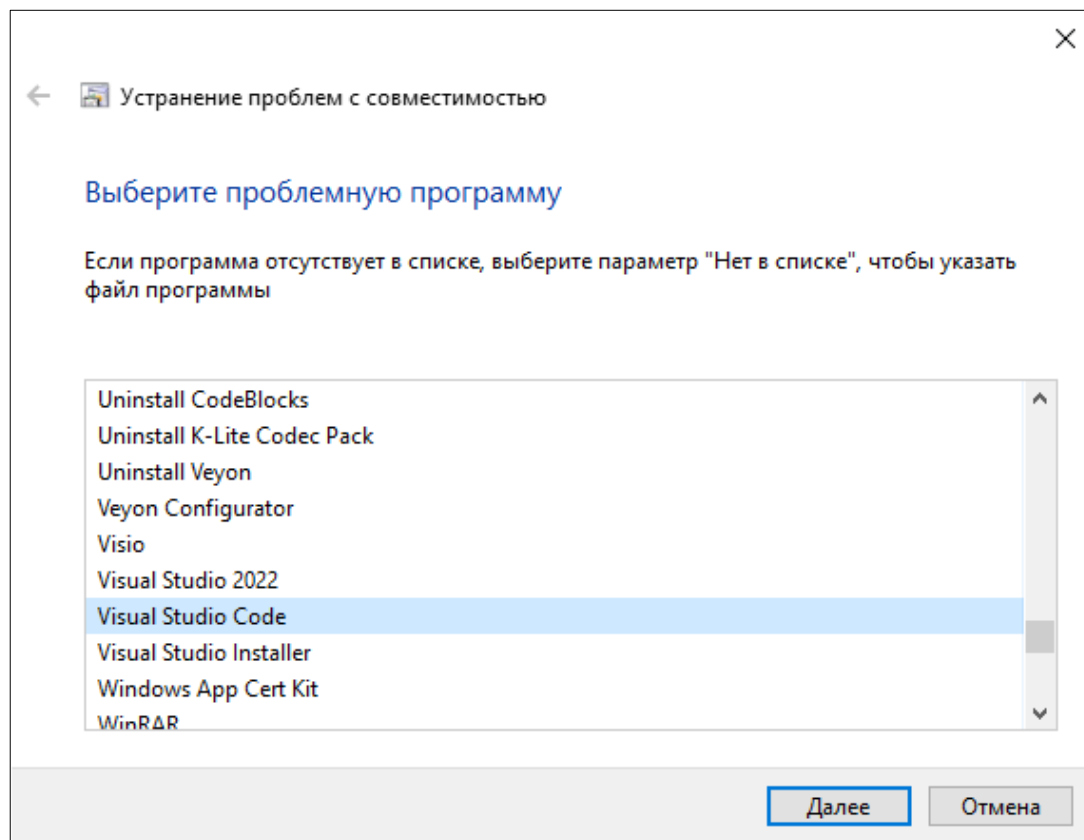 Устранение проблем с совместимостью
Выберите проблемную программу
Если программа отсутствует в списке, выберите параметр "Нет в списке", чтобы указать
файл программы
Uninstall CodeBlocks
Uninstall K-Lite Codec Pack
Uninstall Veyon
Veyon Configurator
Visio
Visual Studio 2022
Visual Studio Code
Visual Studio Installer
Windows App Cert Kit
WinRAR
Далее
Отмена